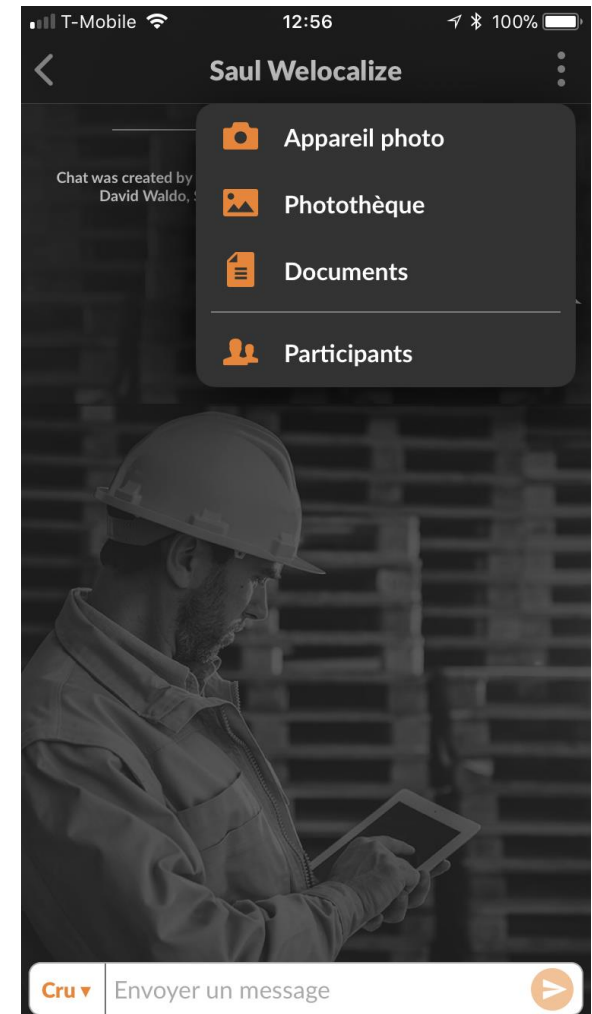 T-Mobile 12:56 100%
Saul Welocalize
Appareil photo
Chat was created by
David Waldo,
Photothèque
Documents
Participants
Cru ▾ Envoyer un message